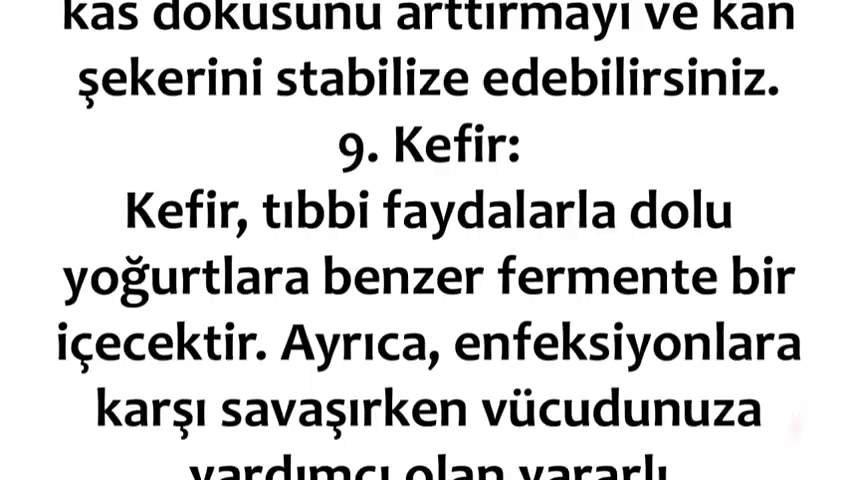 kas dokusunu arttırmayı ve kan
şekerini stabilize edebilirsiniz.
9. Kefir:
Kefir, tıbbi faydalarla dolu
yoğurtlara benzer fermente bir
içecektir. Ayrıca, enfeksiyonlara
karşı savaşırken vücudunuza
yardımcı olan yararlı